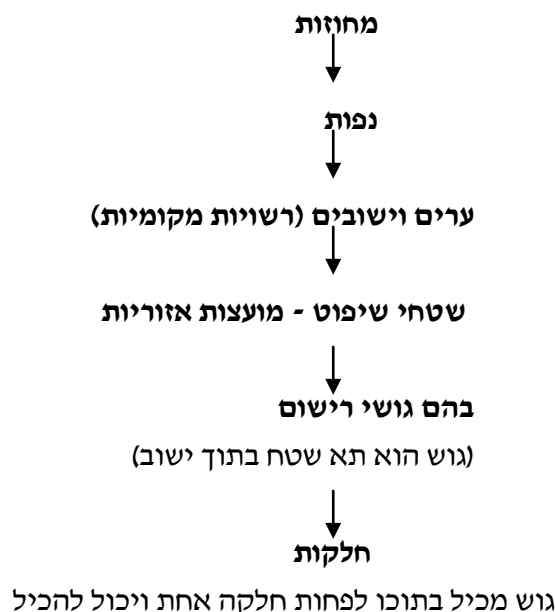 מחוזות
נפות
ערים וישובים (רשויות מקומיות)
שטחי שיפוט - מועצות אזוריות
בהם גושי רישום
(גוש הוא תא שטח בתוך ישוב)
חלקות
גוש מכיל בתוכו לפחות חלקה אחת ויכול להכיל